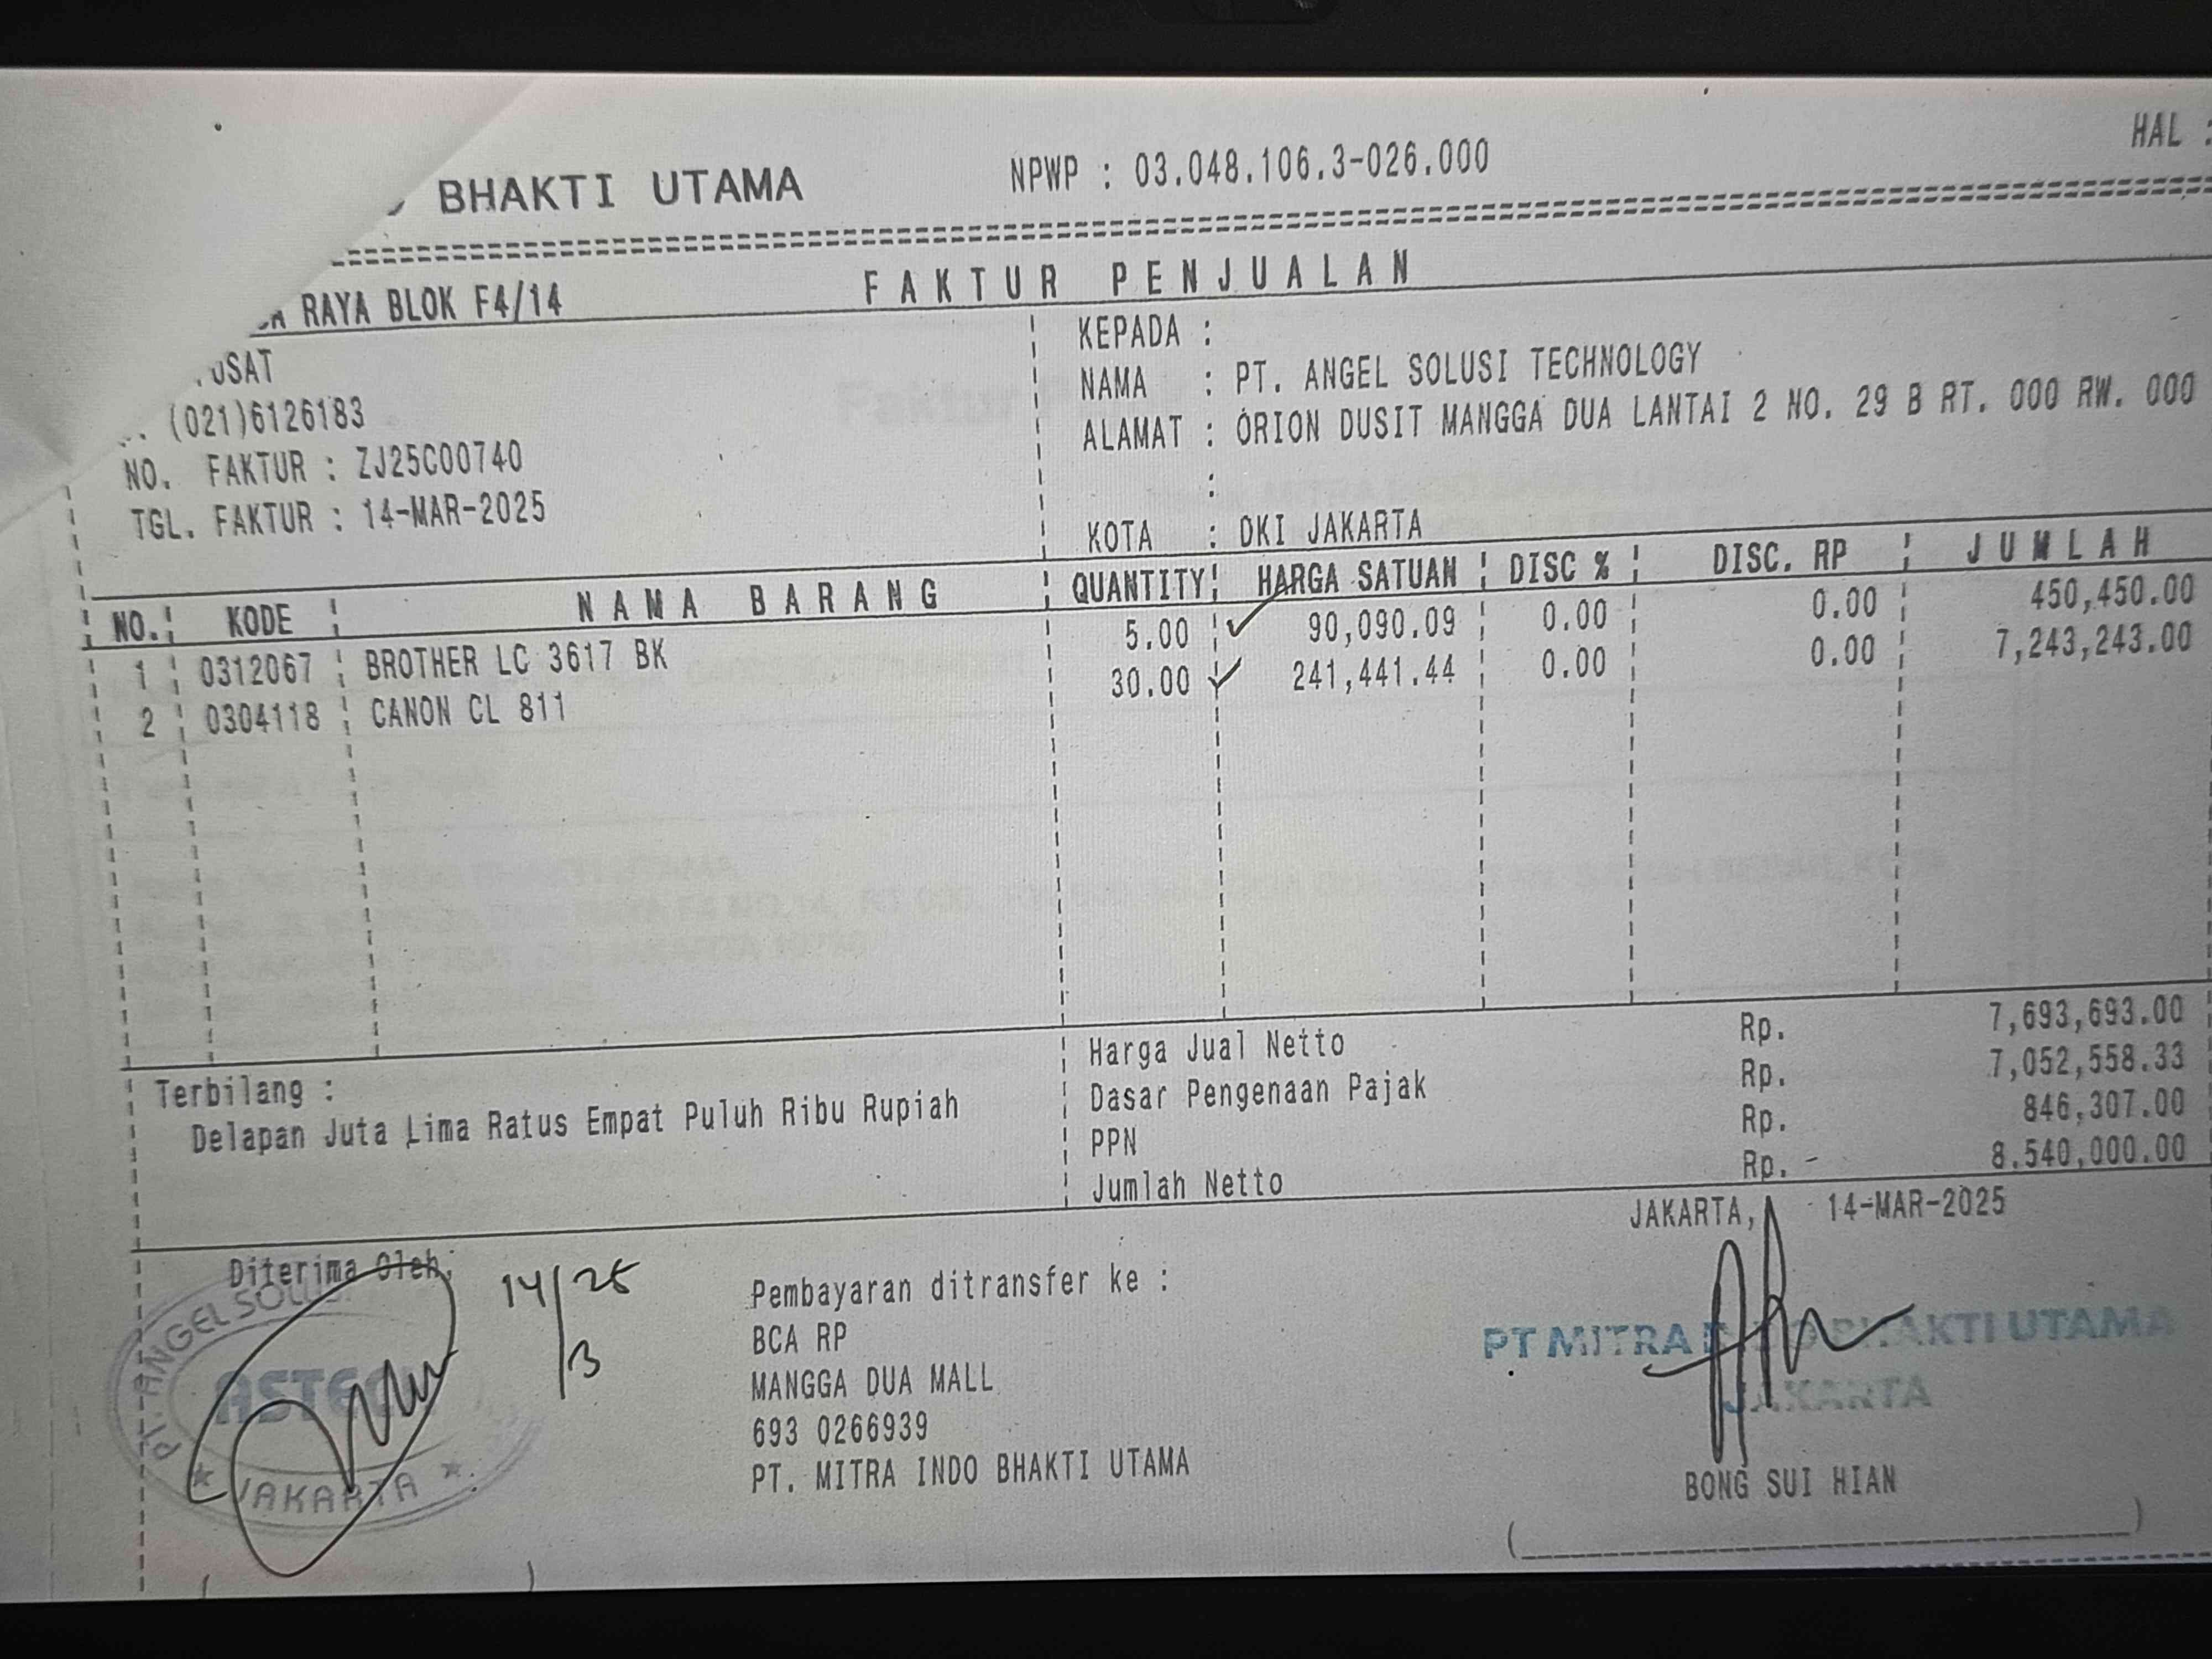 BHAKTI UTAMA NPWP : 03.048.106.3-026.000 HAL :
RAYA BLOK F4/14 FAKTUR PENJUALAN
(021)6126183
NO. FAKTUR : ZJ25C00740
TGL. FAKTUR : 14-MAR-2025
KEPADA :
NAMA : PT. ANGEL SOLUSI TECHNOLOGY
ALAMAT : ORION DUSIT MANGGA DUA LANTAI 2 NO. 29 B RT. 000 RW. 000
:
KOTA : DKI JAKARTA
NO. KODE NAMA BARANG QUANTITY HARGA SATUAN DISC % DISC. RP JUMLAH
1 0312067 BROTHER LC 3617 BK 5.00 90,090.09 0.00 0.00 450,450.00
2 0304118 CANON CL 811 30.00 241,441.44 0.00 0.00 7,243,243.00
Terbilang :
Delapan Juta Lima Ratus Empat Puluh Ribu Rupiah
Harga Jual Netto Rp. 7,693,693.00
Dasar Pengenaan Pajak Rp. 7,052,558.33
PPN Rp. 846,307.00
Jumlah Netto Rp. 8.540,000.00
JAKARTA, 14-MAR-2025
Diterima Oleh,
14/25
/3
PT. ANGEL SOLUSI
ASTECH
JAKARTA
Pembayaran ditransfer ke :
BCA RP
MANGGA DUA MALL
693 0266939
PT. MITRA INDO BHAKTI UTAMA
PT MITRA INDO BHAKTI UTAMA
JAKARTA
BONG SUI HIAN